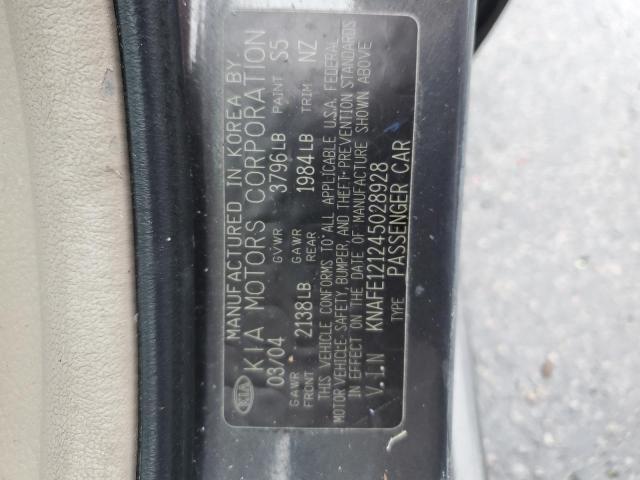 MANUFACTURED IN KOREA BY
KIA MOTORS CORPORATION
03/04 GVWR 3796LB PAINT S5
GAWR FRONT 2138LB GAWR REAR 1984LB TRIM NZ
THIS VEHICLE CONFORMS TO ALL APPLICABLE U.S.A. FEDERAL
MOTOR VEHICLE-SAFETY, BUMPER, AND THEFT-PREVENTION STANDARDS
IN EFFECT ON THE DATE OF MANUFACTURE SHOWN ABOVE
V.I.N KNAFE121245028928
TYPE PASSENGER CAR
KIA